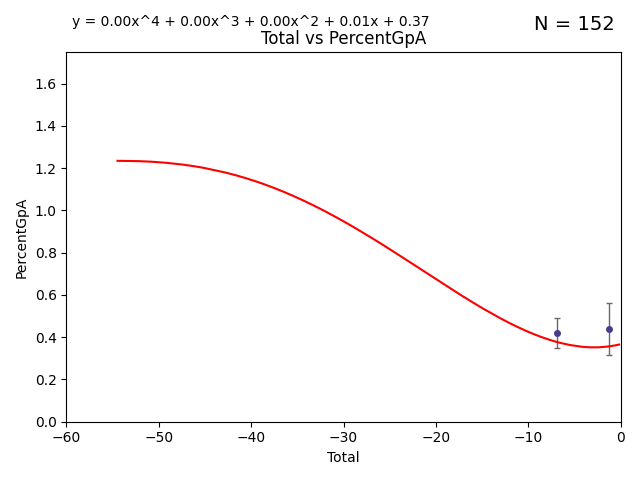 y = 0.00x^4 + 0.00x^3 + 0.00x^2 + 0.01x + 0.37
N = 152
Total vs PercentGpA
1.6
1.4
1.2
1.0
0.8
0.6
0.4
0.2
0.0
PercentGpA
−60 −50 −40 −30 −20 −10 0
Total